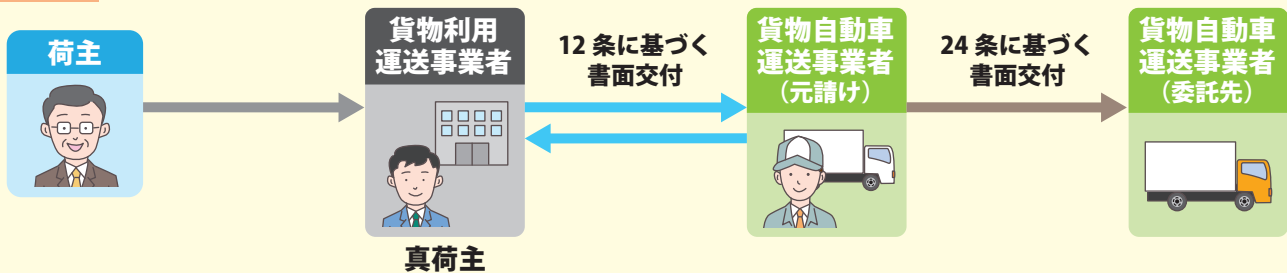 荷主
貨物利用
運送事業者
12 条に基づく
書面交付
貨物自動車
運送事業者
（元請け）
24 条に基づく
書面交付
貨物自動車
運送事業者
（委託先）
真荷主